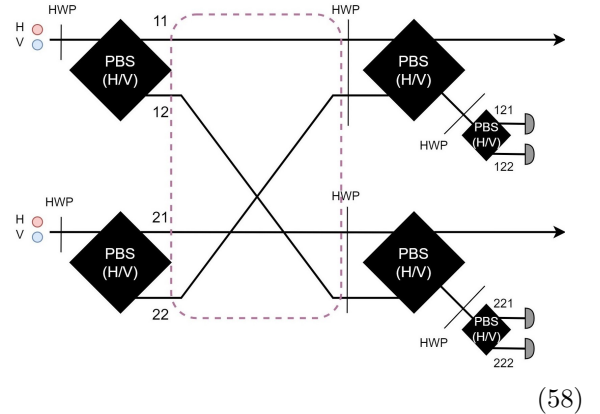 HWP 11 HWP
H
V
PBS
(H/V)
PBS
(H/V)
12
121
HWP
PBS
(H/V)
122
HWP 21 HWP
H
V
PBS
(H/V)
PBS
(H/V)
22
221
HWP
PBS
(H/V)
222
(58)